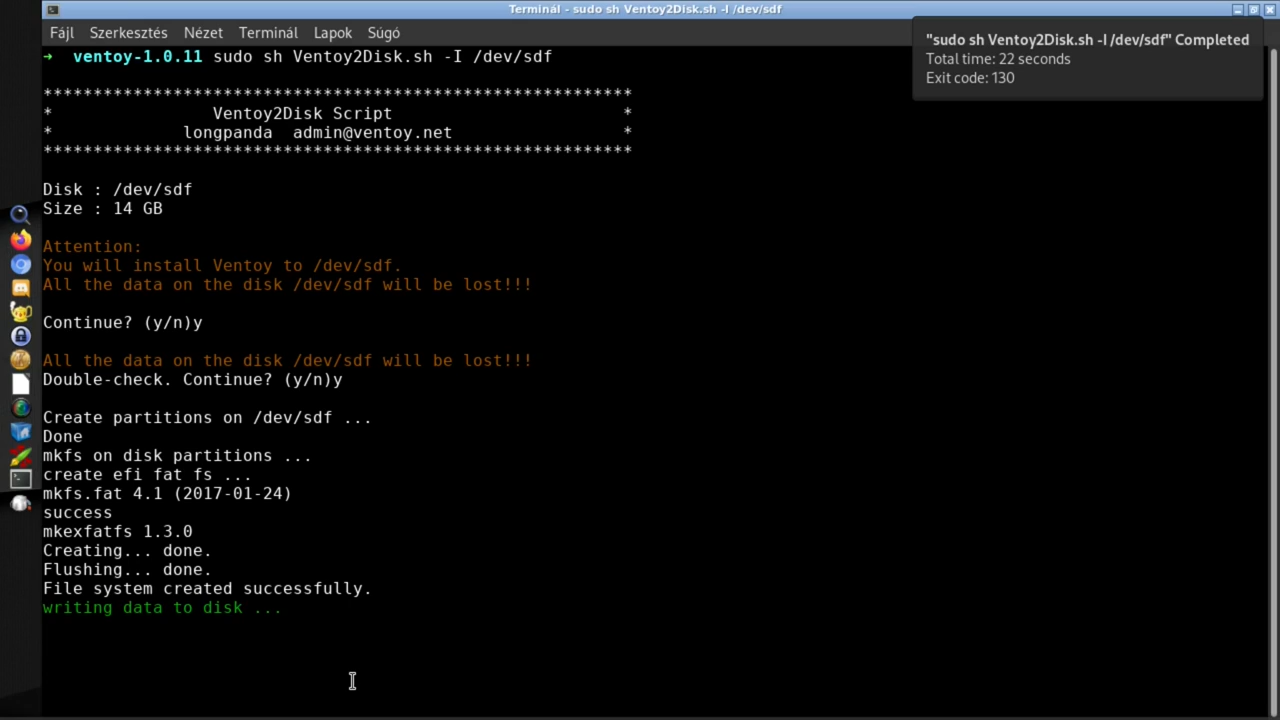 Terminál - sudo sh Ventoy2Disk.sh -I /dev/sdf
Fájl Szerkesztés Nézet Terminál Lapok Súgó
"sudo sh Ventoy2Disk.sh -I /dev/sdf" Completed
Total time: 22 seconds
Exit code: 130
➜ ventoy-1.0.11 sudo sh Ventoy2Disk.sh -I /dev/sdf
***********************************************************
* Ventoy2Disk Script *
* longpanda admin@ventoy.net *
***********************************************************
Disk : /dev/sdf
Size : 14 GB
Attention:
You will install Ventoy to /dev/sdf.
All the data on the disk /dev/sdf will be lost!!!
Continue? (y/n)y
All the data on the disk /dev/sdf will be lost!!!
Double-check. Continue? (y/n)y
Create partitions on /dev/sdf ...
Done
mkfs on disk partitions ...
create efi fat fs ...
mkfs.fat 4.1 (2017-01-24)
success
mkexfatfs 1.3.0
Creating... done.
Flushing... done.
File system created successfully.
writing data to disk ...